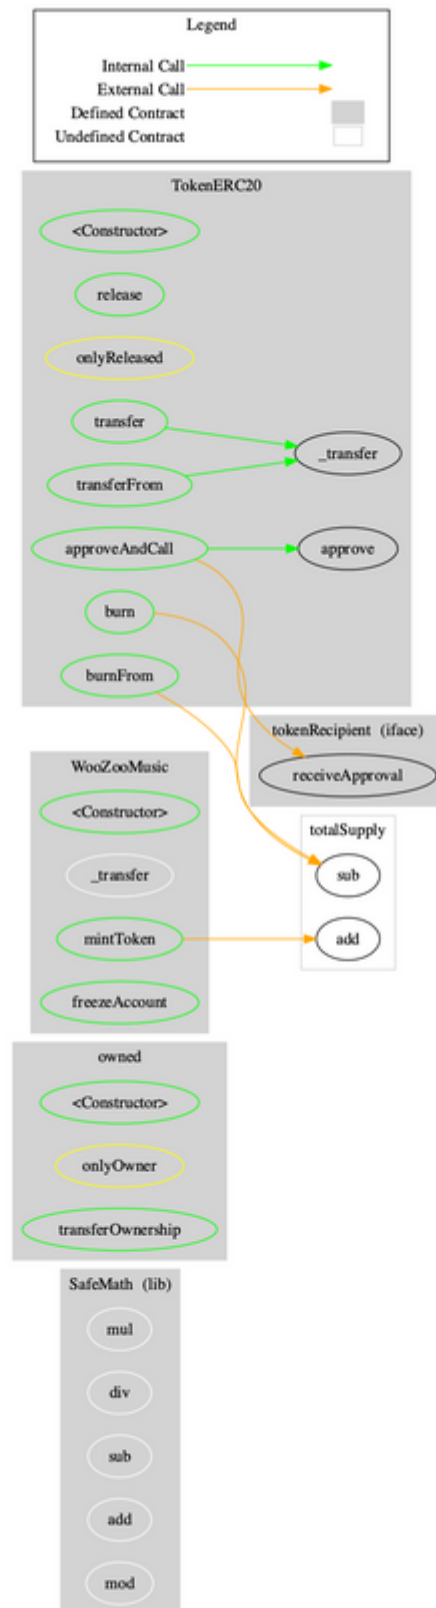 Legend
Internal Call
External Call
Defined Contract
Undefined Contract
TokenERC20
<Constructor>
release
onlyReleased
transfer
_transfer
transferFrom
approveAndCall
approve
burn
burnFrom
tokenRecipient (iface)
receiveApproval
WooZooMusic
<Constructor>
_transfer
mintToken
freezeAccount
totalSupply
sub
add
owned
<Constructor>
onlyOwner
transferOwnership
SafeMath (lib)
mul
div
sub
add
mod